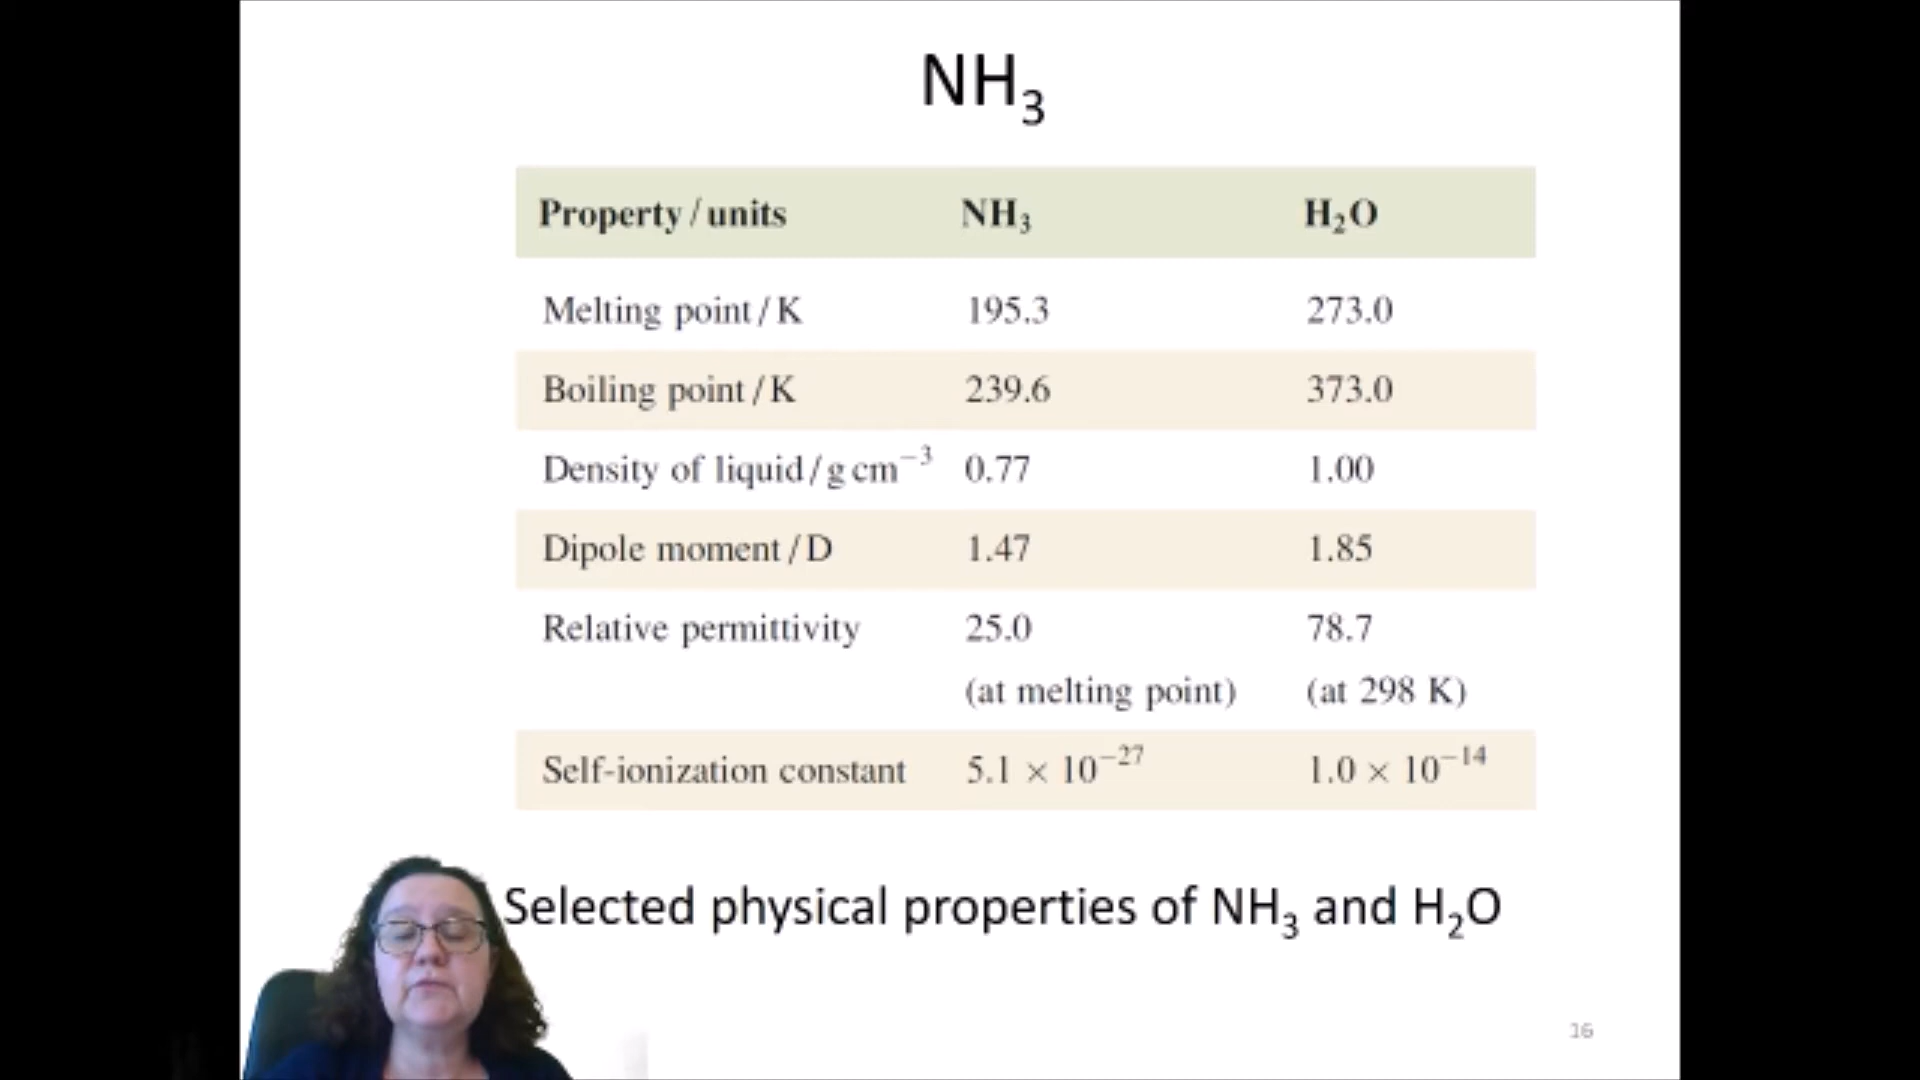 NH₃
Property / units NH₃ H₂O
Melting point / K 195.3 273.0
Boiling point / K 239.6 373.0
Density of liquid / g cm⁻³ 0.77 1.00
Dipole moment / D 1.47 1.85
Relative permittivity 25.0 78.7
(at melting point) (at 298 K)
Self-ionization constant 5.1 × 10⁻²⁷ 1.0 × 10⁻¹⁴
Selected physical properties of NH₃ and H₂O
16